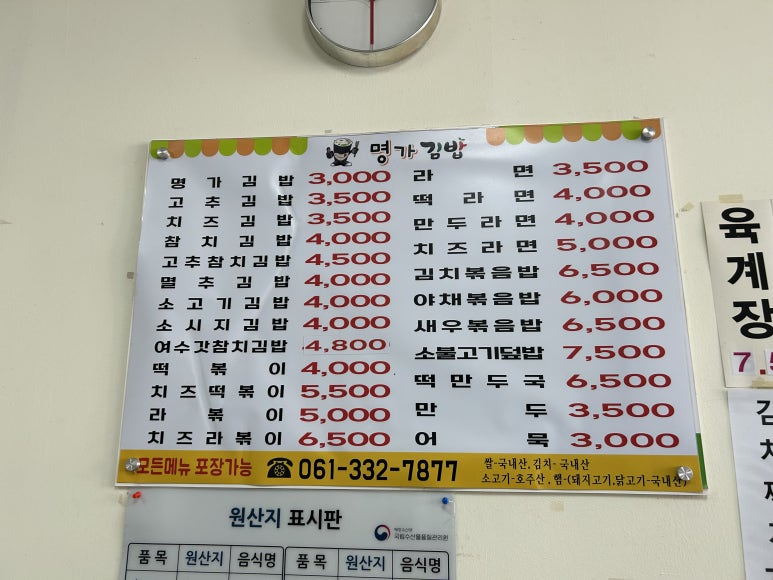 명가김밥
명가김밥 3,000
고추김밥 3,500
치즈김밥 3,500
참치김밥 4,000
고추참치김밥 4,500
멸추김밥 4,000
소고기김밥 4,000
소시지김밥 4,000
여수갓참치김밥 4,800
떡볶이 4,000
치즈떡볶이 5,500
라볶이 5,000
치즈라볶이 6,500
라면 3,500
떡라면 4,000
만두라면 4,000
치즈라면 5,000
김치볶음밥 6,500
야채볶음밥 6,000
새우볶음밥 6,500
소불고기덮밥 7,500
떡만두국 6,500
만두 3,500
어묵 3,000
모든메뉴 포장가능 ☎ 061-332-7877
쌀-국내산, 김치-국내산
소고기-호주산, 햄-(돼지고기,닭고기-국내산)
원산지 표시판
국립수산물품질관리원
품목 원산지 음식명 품목 원산지 음식명
육
계
장